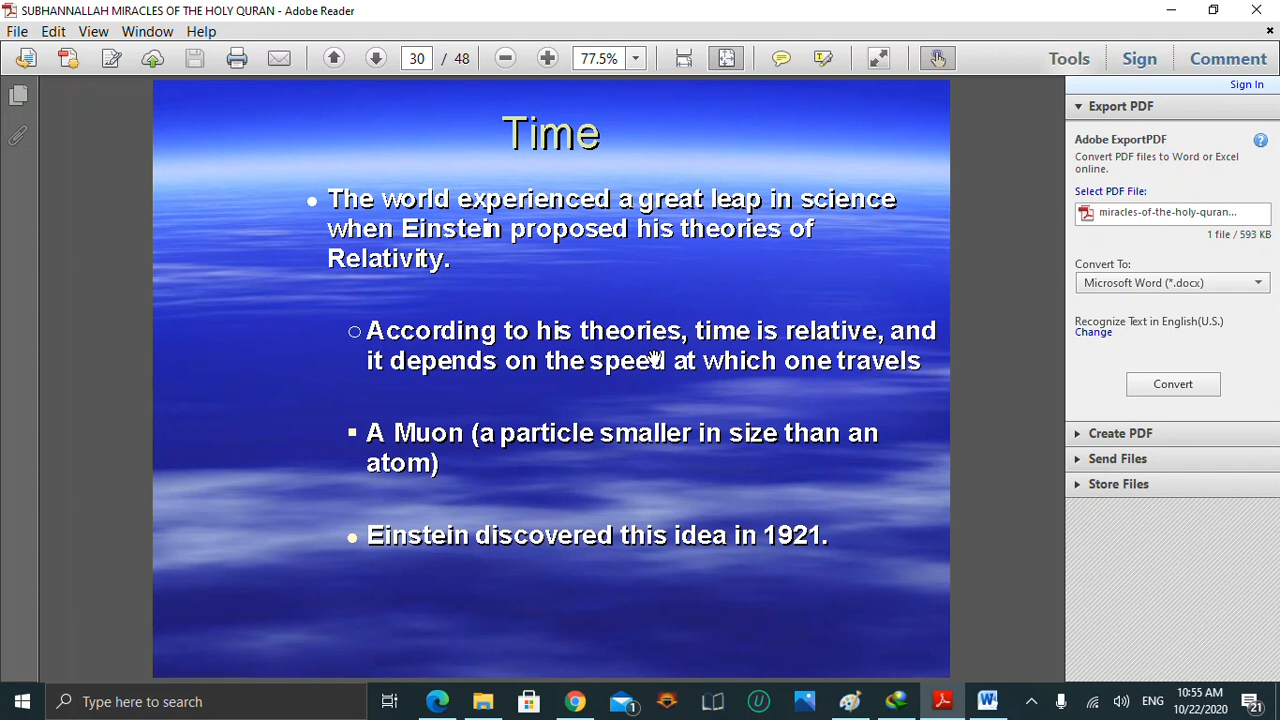 SUBHANNALLAH MIRACLES OF THE HOLY QURAN - Adobe Reader
File Edit View Window Help
30 / 48 77.5% Tools Sign Comment
Sign In
Export PDF
Adobe ExportPDF
Convert PDF files to Word or Excel
online.
Select PDF File:
miracles-of-the-holy-quran...
1 file / 593 KB
Convert To:
Microsoft Word (*.docx)
Recognize Text in English(U.S.)
Change
Convert
Create PDF
Send Files
Store Files
Time
The world experienced a great leap in science
when Einstein proposed his theories of
Relativity.
According to his theories, time is relative, and
it depends on the speed at which one travels
A Muon (a particle smaller in size than an
atom)
Einstein discovered this idea in 1921.
Type here to search
1
ENG
10:55 AM
10/22/2020
21